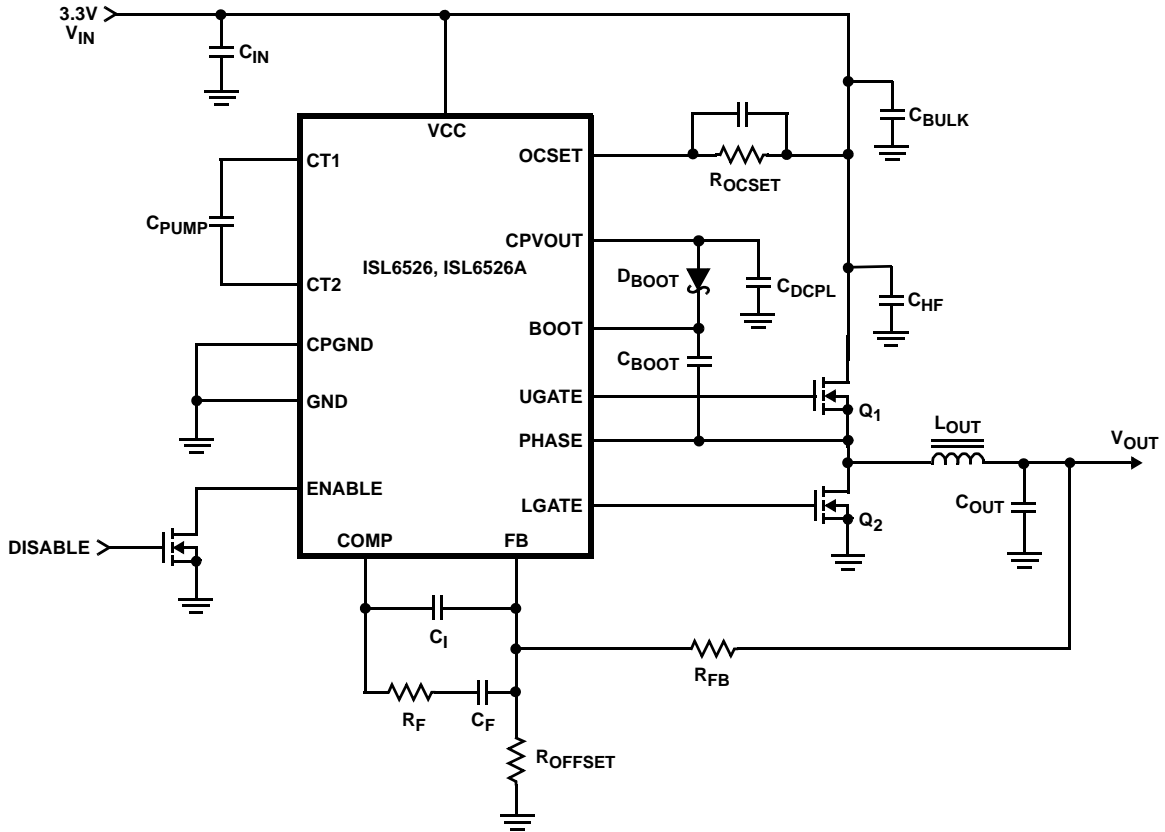 3.3V
VIN
CIN
VCC
CBULK
CT1
OCSET
ROCSET
CPUMP
CPVOUT
ISL6526, ISL6526A
DBOOT
CDCPL
CT2
CHF
BOOT
CBOOT
CPGND
UGATE
Q1
GND
PHASE
LOUT
VOUT
ENABLE
LGATE
Q2
COUT
DISABLE
COMP
FB
CI
RFB
RF
CF
ROFFSET